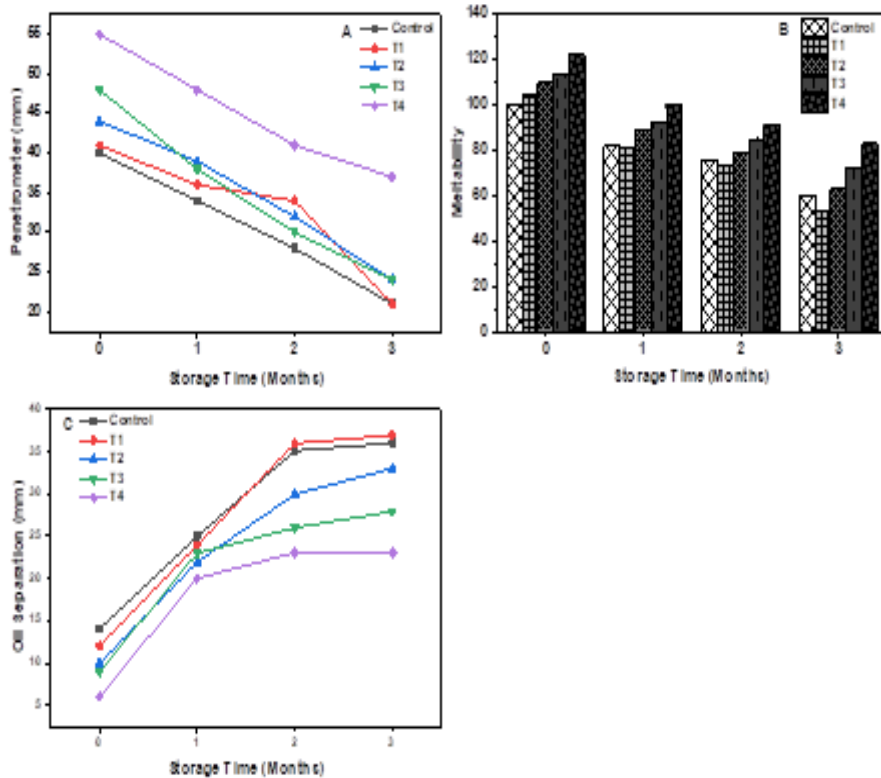 A
Control
T1
T2
T3
T4
55
50
45
40
35
30
25
20
Penetrometer (mm)
0 1 2 3
Storage Time (Months)
B
Control
T1
T2
T3
T4
140
120
100
80
60
40
20
0
Meltability
0 1 2 3
Storage Time (Months)
C
Control
T1
T2
T3
T4
40
35
30
25
20
15
10
5
Oil Separation (mm)
0 1 2 3
Storage Time (Months)